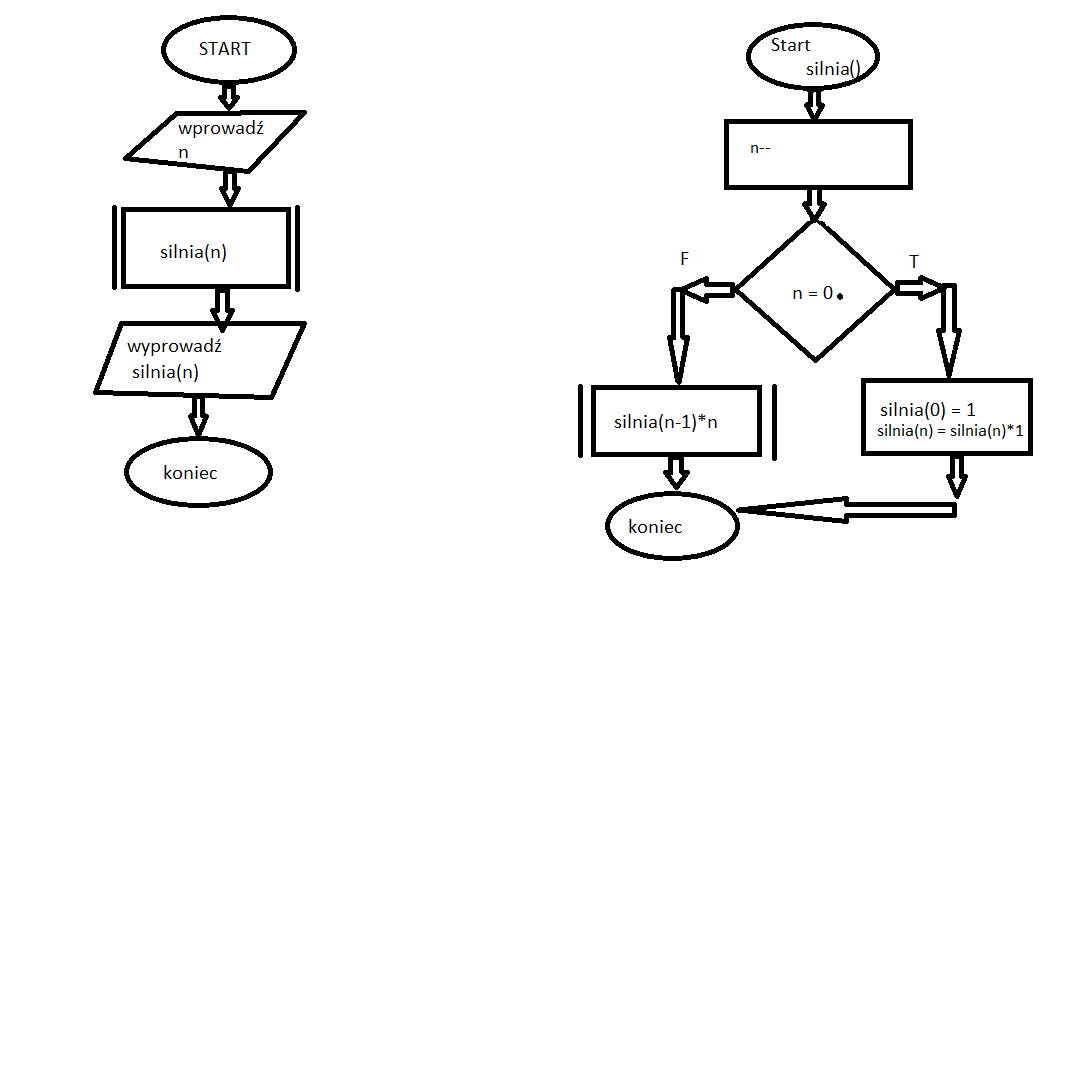 START
wprowadź
n
silnia(n)
wyprowadź
silnia(n)
koniec
Start
silnia()
n--
F
T
n = 0.
silnia(n-1)*n
silnia(0) = 1
silnia(n) = silnia(n)*1
koniec